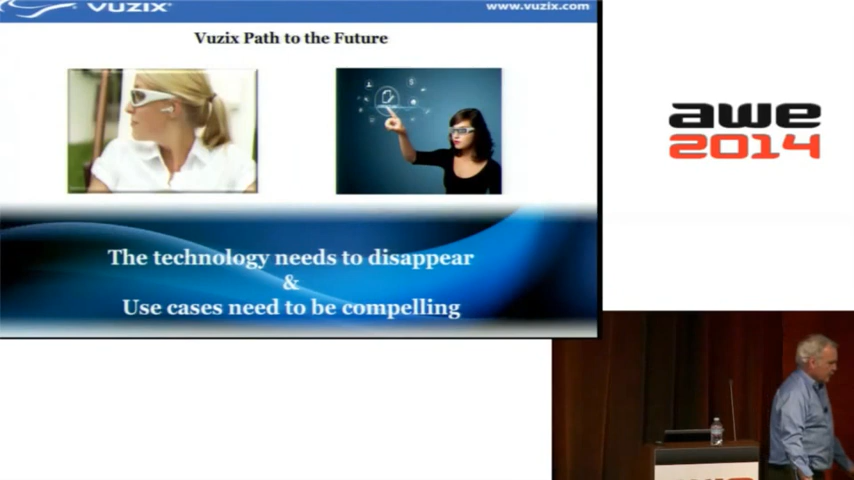 VUZIX
www.vuzix.com
Vuzix Path to the Future
The technology needs to disappear
&
Use cases need to be compelling
awe
2014